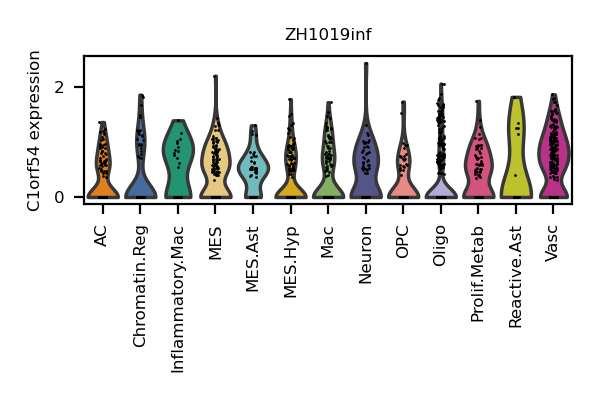 ZH1019inf
C1orf54 expression
2
0
AC
Chromatin.Reg
Inflammatory.Mac
MES
MES.Ast
MES.Hyp
Mac
Neuron
OPC
Oligo
Prolif.Metab
Reactive.Ast
Vasc